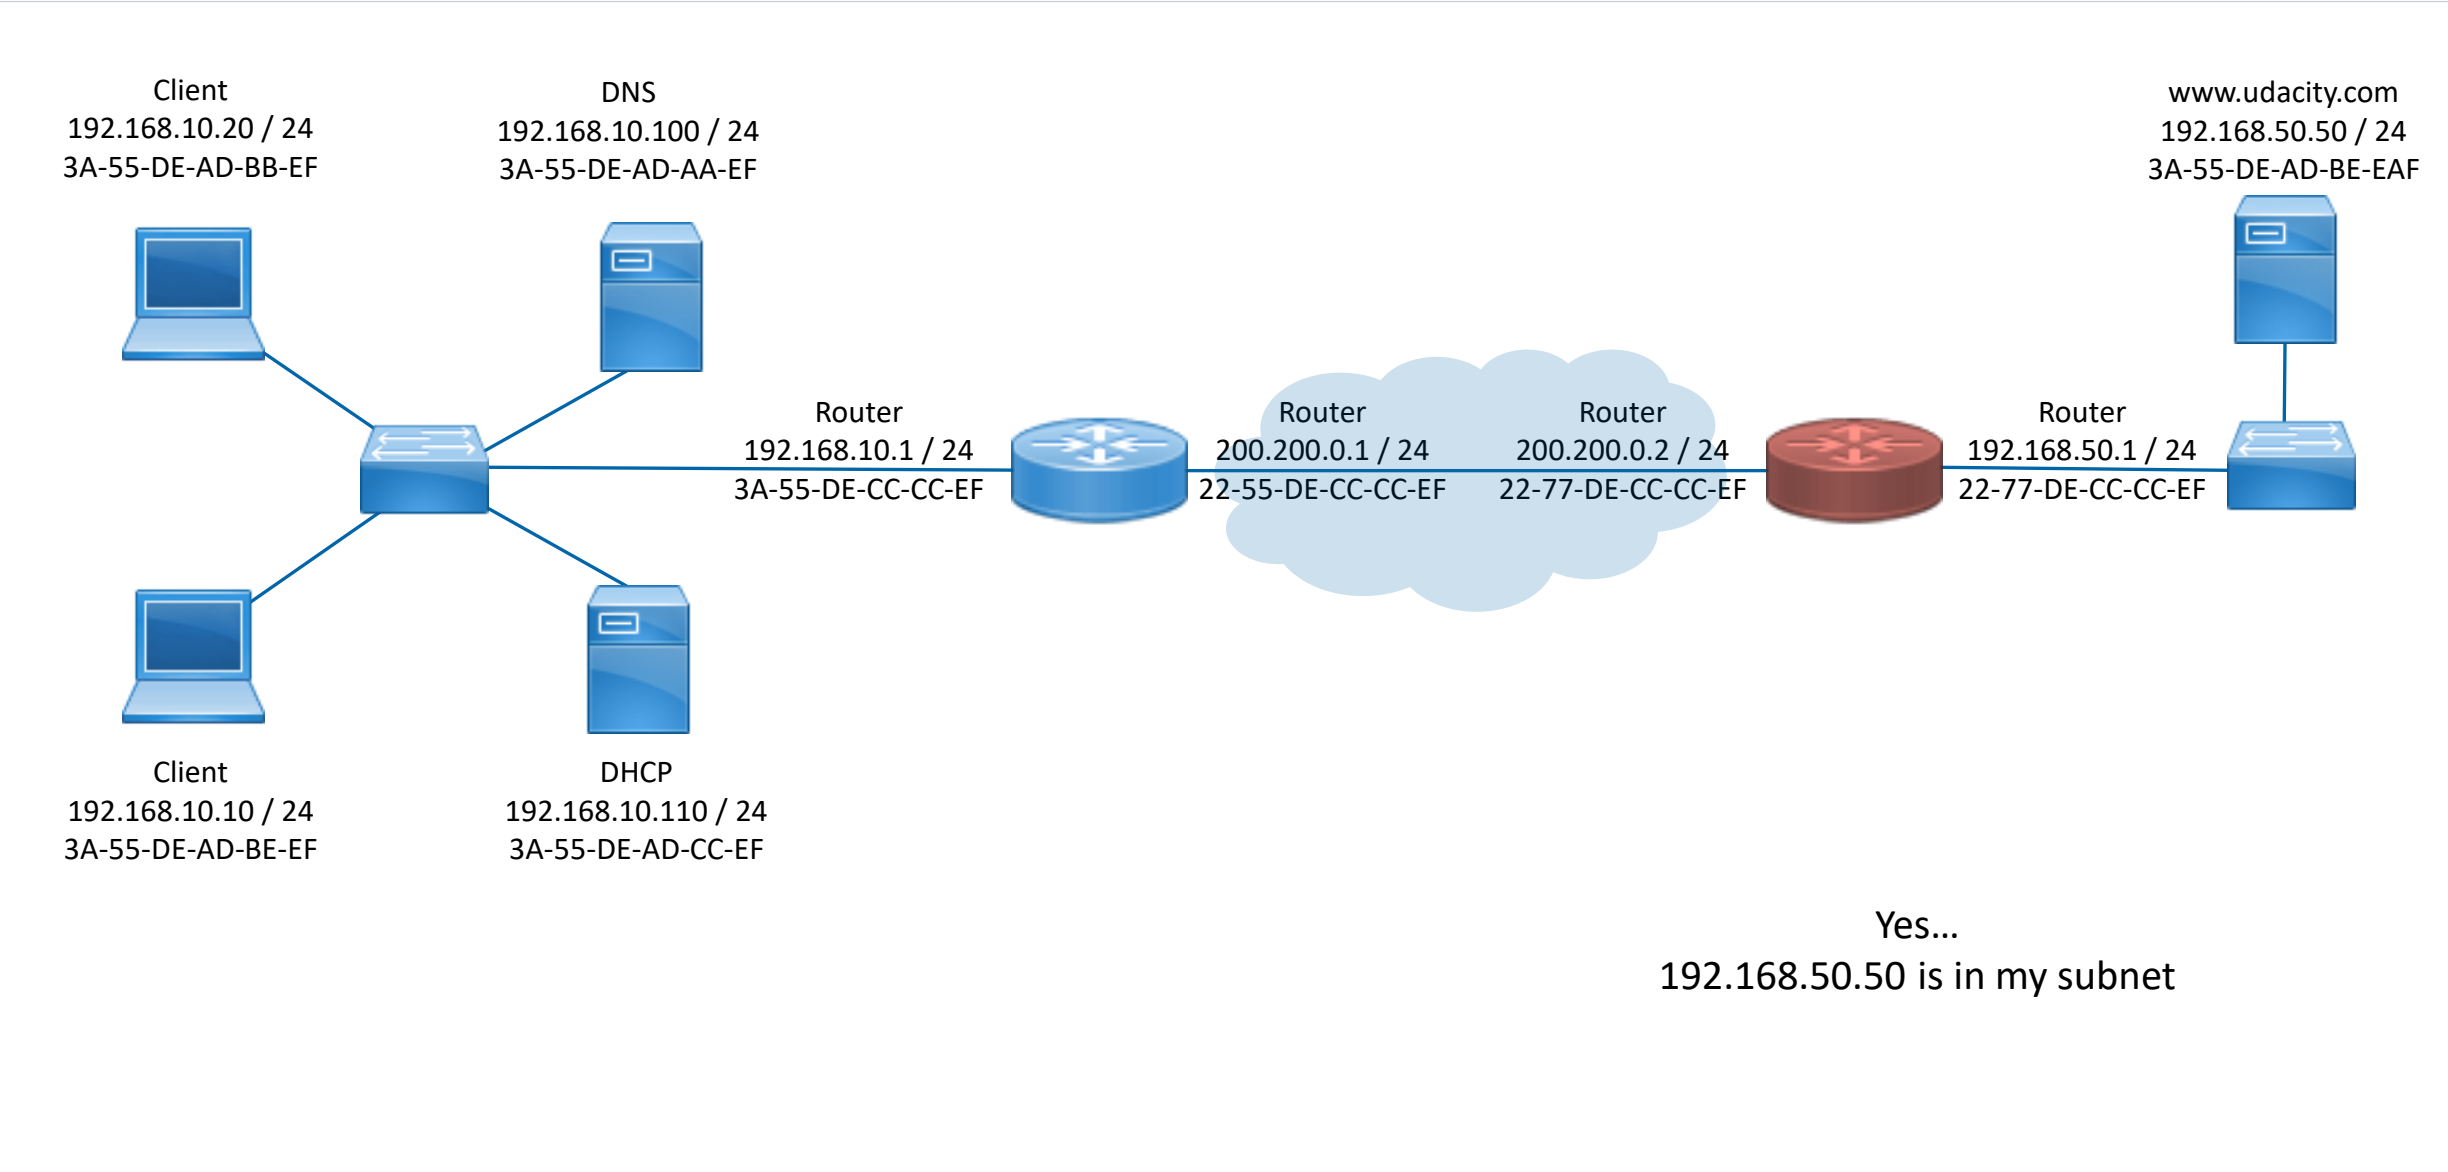 Client
192.168.10.20 / 24
3A-55-DE-AD-BB-EF
DNS
192.168.10.100 / 24
3A-55-DE-AD-AA-EF
www.udacity.com
192.168.50.50 / 24
3A-55-DE-AD-BE-EAF
Router
192.168.10.1 / 24
3A-55-DE-CC-CC-EF
Router
200.200.0.1 / 24
22-55-DE-CC-CC-EF
Router
200.200.0.2 / 24
22-77-DE-CC-CC-EF
Router
192.168.50.1 / 24
22-77-DE-CC-CC-EF
Client
192.168.10.10 / 24
3A-55-DE-AD-BE-EF
DHCP
192.168.10.110 / 24
3A-55-DE-AD-CC-EF
Yes...
192.168.50.50 is in my subnet